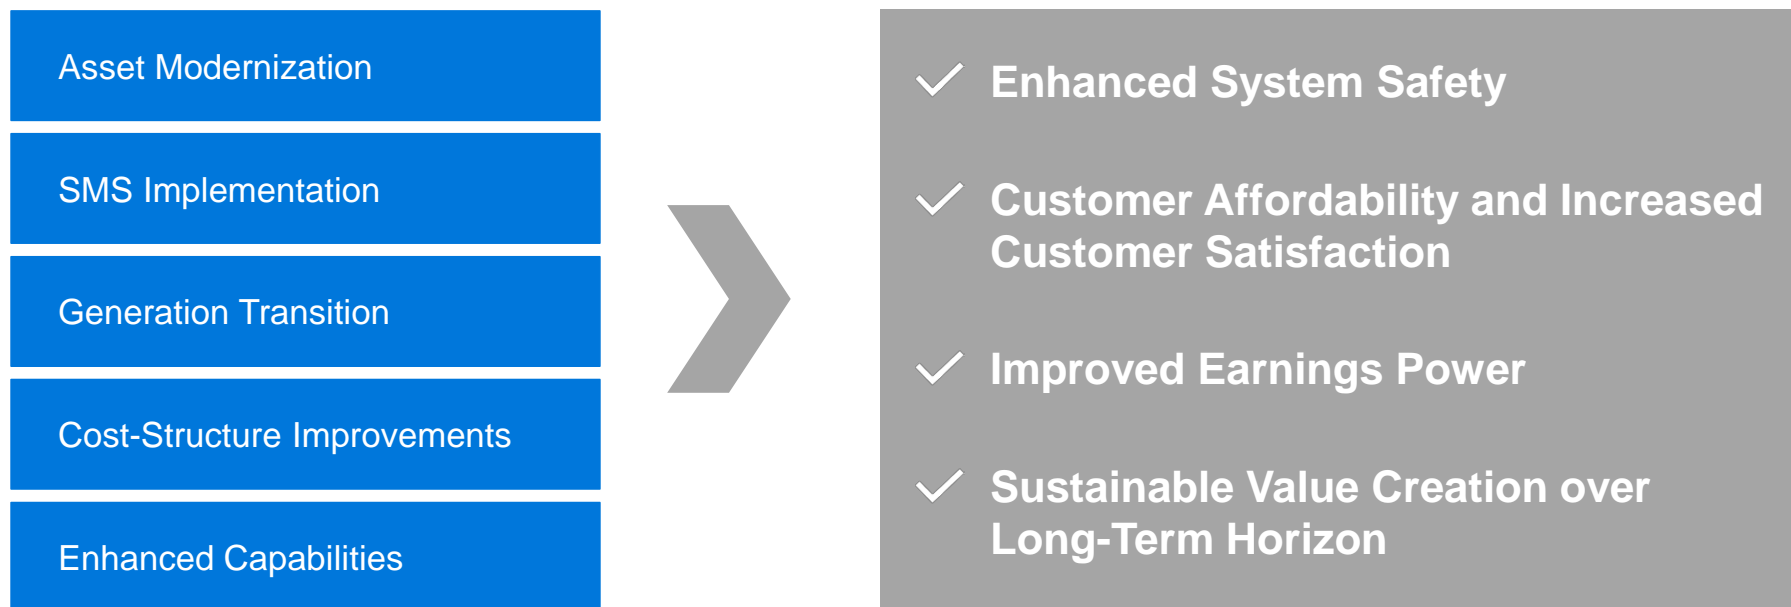 Asset Modernization
SMS Implementation
Generation Transition
Cost-Structure Improvements
Enhanced Capabilities
Enhanced System Safety
Customer Affordability and Increased
Customer Satisfaction
Improved Earnings Power
Sustainable Value Creation over
Long-Term Horizon